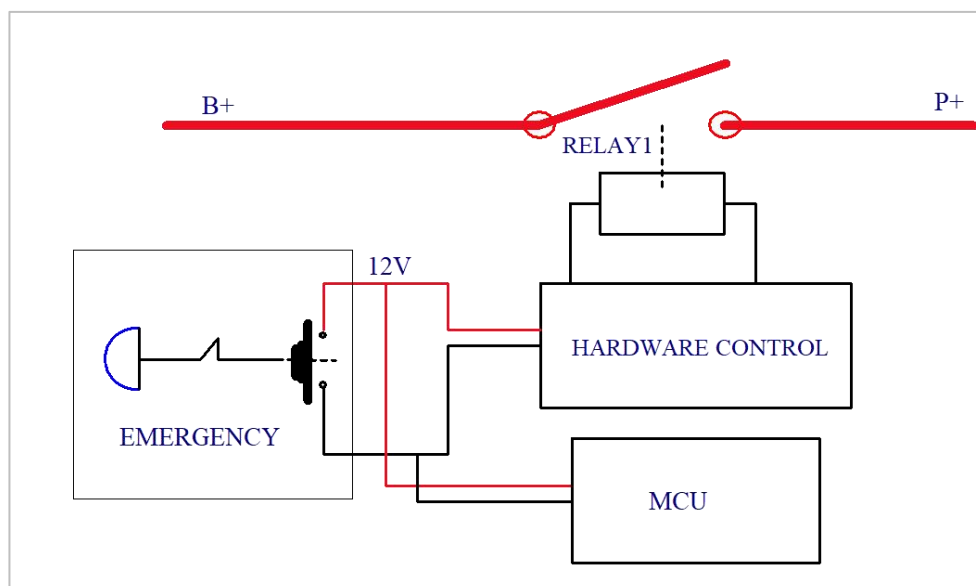 B+
P+
RELAY1
12V
HARDWARE CONTROL
EMERGENCY
MCU